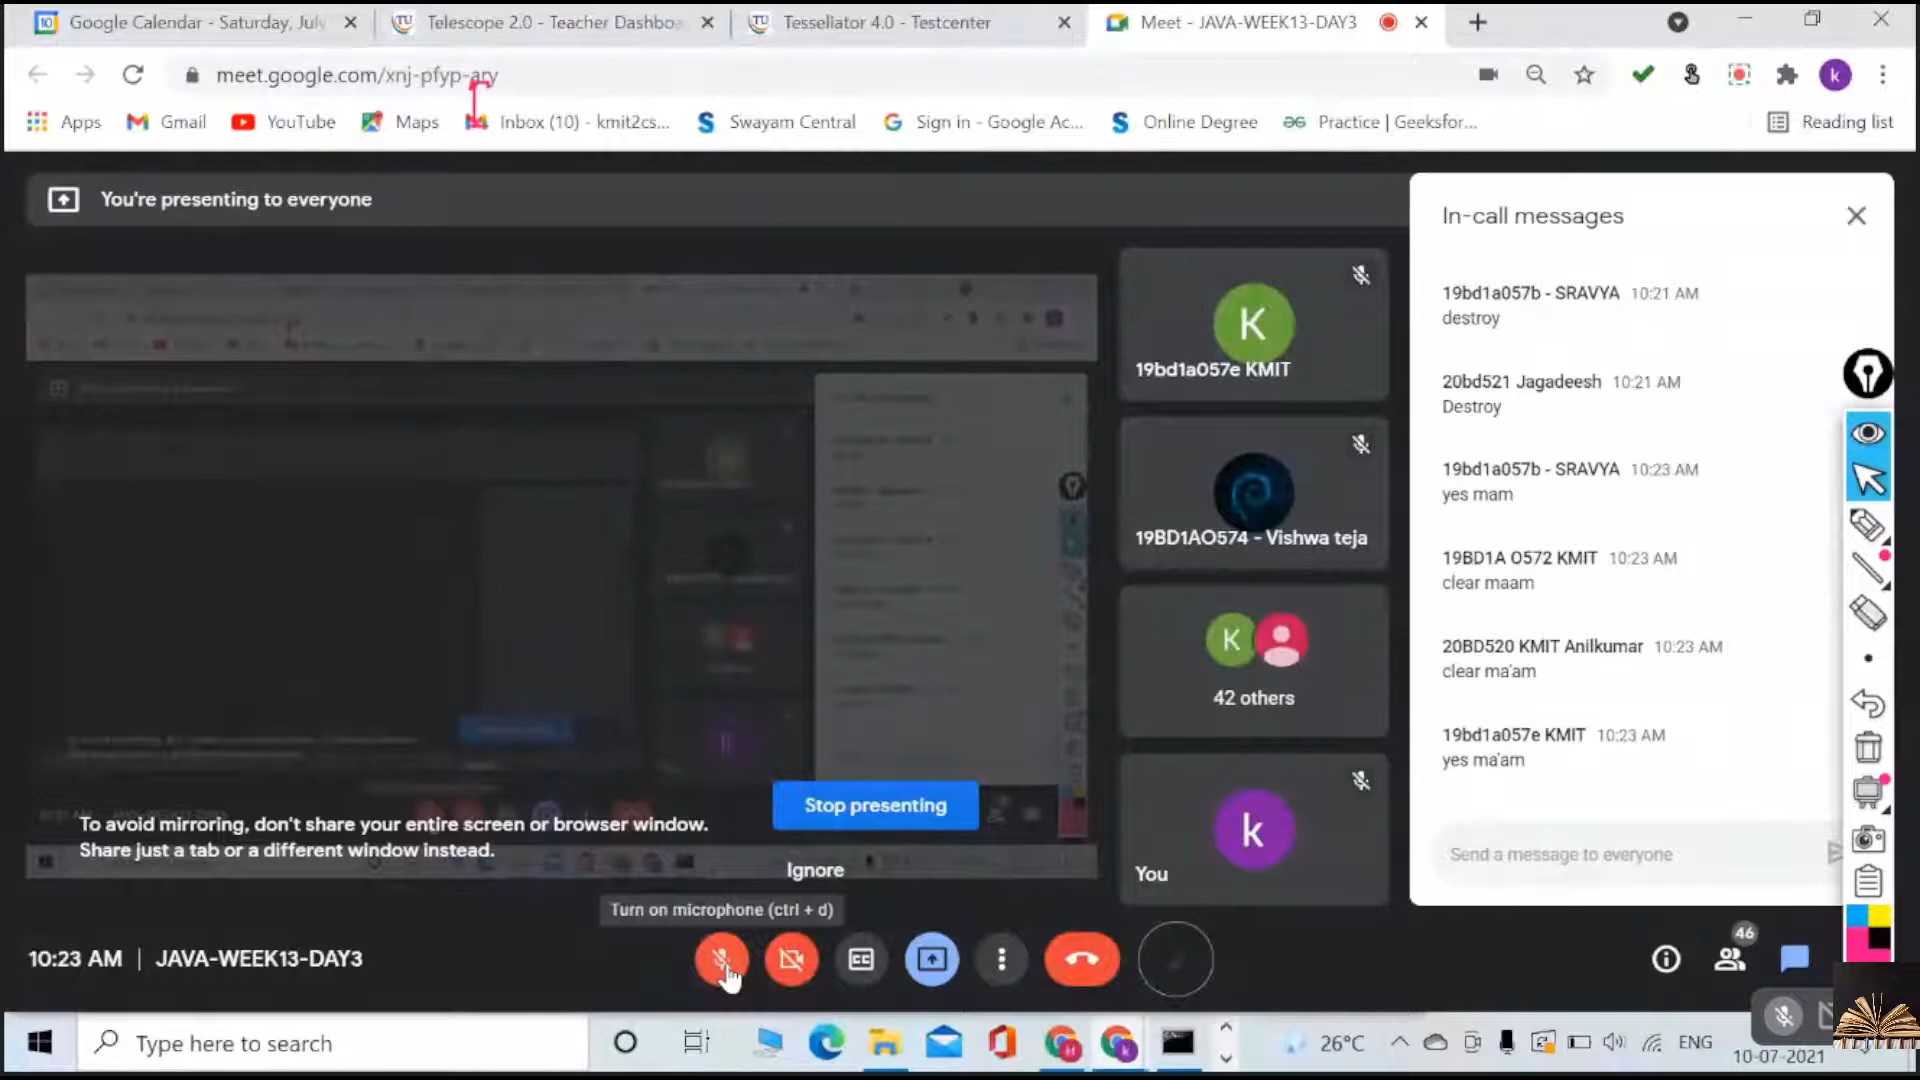 Google Calendar - Saturday, July
Telescope 2.0 - Teacher Dashboa
Tessellator 4.0 - Testcenter
Meet - JAVA-WEEK13-DAY3
meet.google.com/xnj-pfyp-ary
k
Apps
Gmail
YouTube
Maps
Inbox (10) - kmit2cs...
Swayam Central
Sign in - Google Ac...
Online Degree
Practice | Geeksfor...
Reading list
You're presenting to everyone
In-call messages
19bd1a057b - SRAVYA 10:21 AM
destroy
20bd521 Jagadeesh 10:21 AM
Destroy
19bd1a057b - SRAVYA 10:23 AM
yes mam
19BD1A 0572 KMIT 10:23 AM
clear maam
20BD520 KMIT Anilkumar 10:23 AM
clear ma'am
19bd1a057e KMIT 10:23 AM
yes ma'am
Send a message to everyone
K
19bd1a057e KMIT
19BD1AO574 - Vishwa teja
K
42 others
k
You
To avoid mirroring, don't share your entire screen or browser window.
Share just a tab or a different window instead.
Stop presenting
Ignore
Turn on microphone (ctrl + d)
10:23 AM | JAVA-WEEK13-DAY3
CC
46
Type here to search
26°C
ENG
10-07-2021